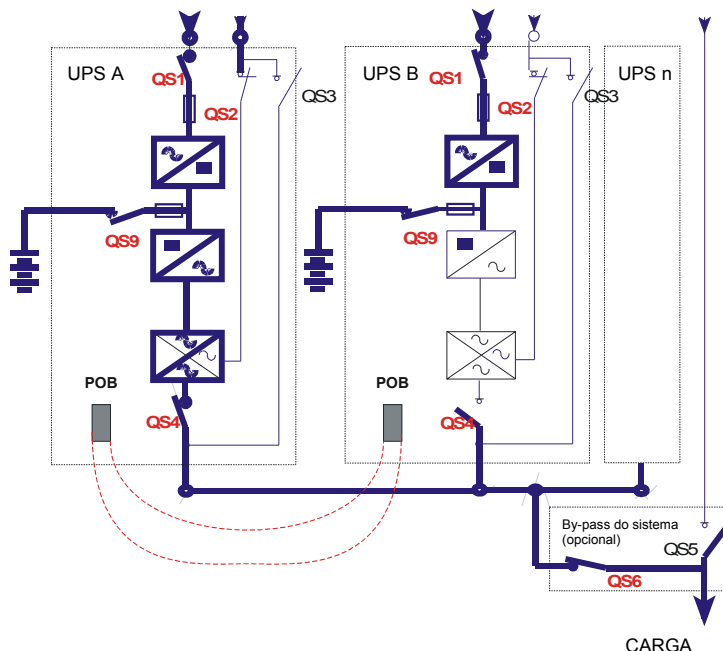 UPS A
QS1
QS2
QS3
QS9
POB
QS4
UPS B
QS1
QS2
QS3
QS9
POB
QS4
UPS n
By-pass do sistema
(opcional)
QS5
QS6
CARGA